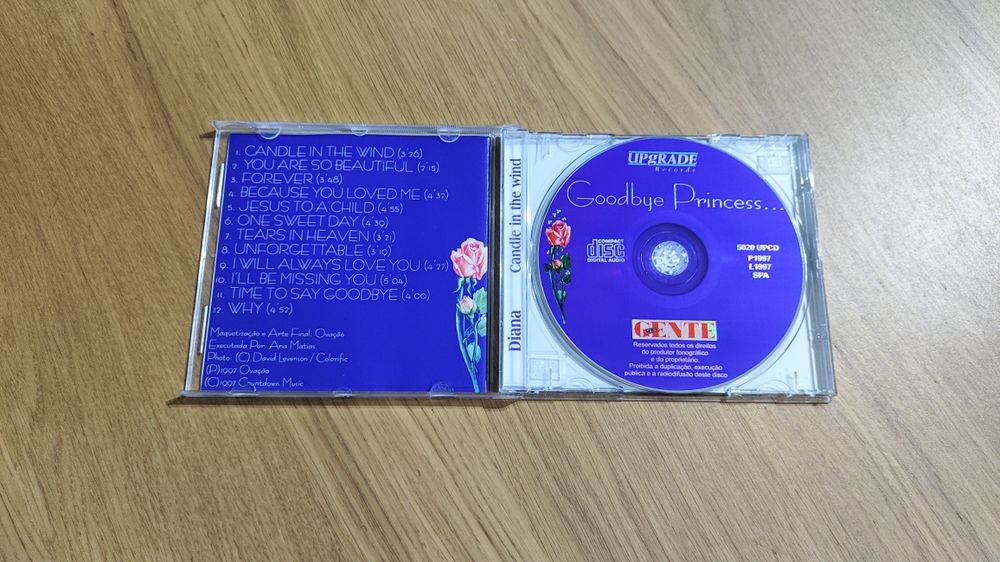 1. CANDLE IN THE WIND (3'26)
2. YOU ARE SO BEAUTIFUL (2'15)
3. FOREVER (3'48)
4. BECAUSE YOU LOVED ME (4'32)
5. JESUS TO A CHILD (4'55)
6. ONE SWEET DAY (4'39)
7. TEARS IN HEAVEN (3'21)
8. UNFORGETTABLE (3'19)
9. I WILL ALWAYS LOVE YOU (4'27)
10. I'LL BE MISSING YOU (5'04)
11. TIME TO SAY GOODBYE (4'00)
12. WHY (4'52)
Maquetização e Arte Final: Ovação
Executada Por: Ana Matias
Photo: (C) David Levenson / Colorific
(P)1997 Ovação
(C)1997 Countdown Music
Diana Candle in the wind
UPGRADE
Records
Goodbye Princess...
COMPACT
disc
DIGITAL AUDIO
5020 UPCD
P1997
L1997
SPA
GENTE
Reservados todos os direitos
do produtor fonográfico
e do proprietário.
Proibida a duplicação, execução
pública e a radiodifusão deste disco